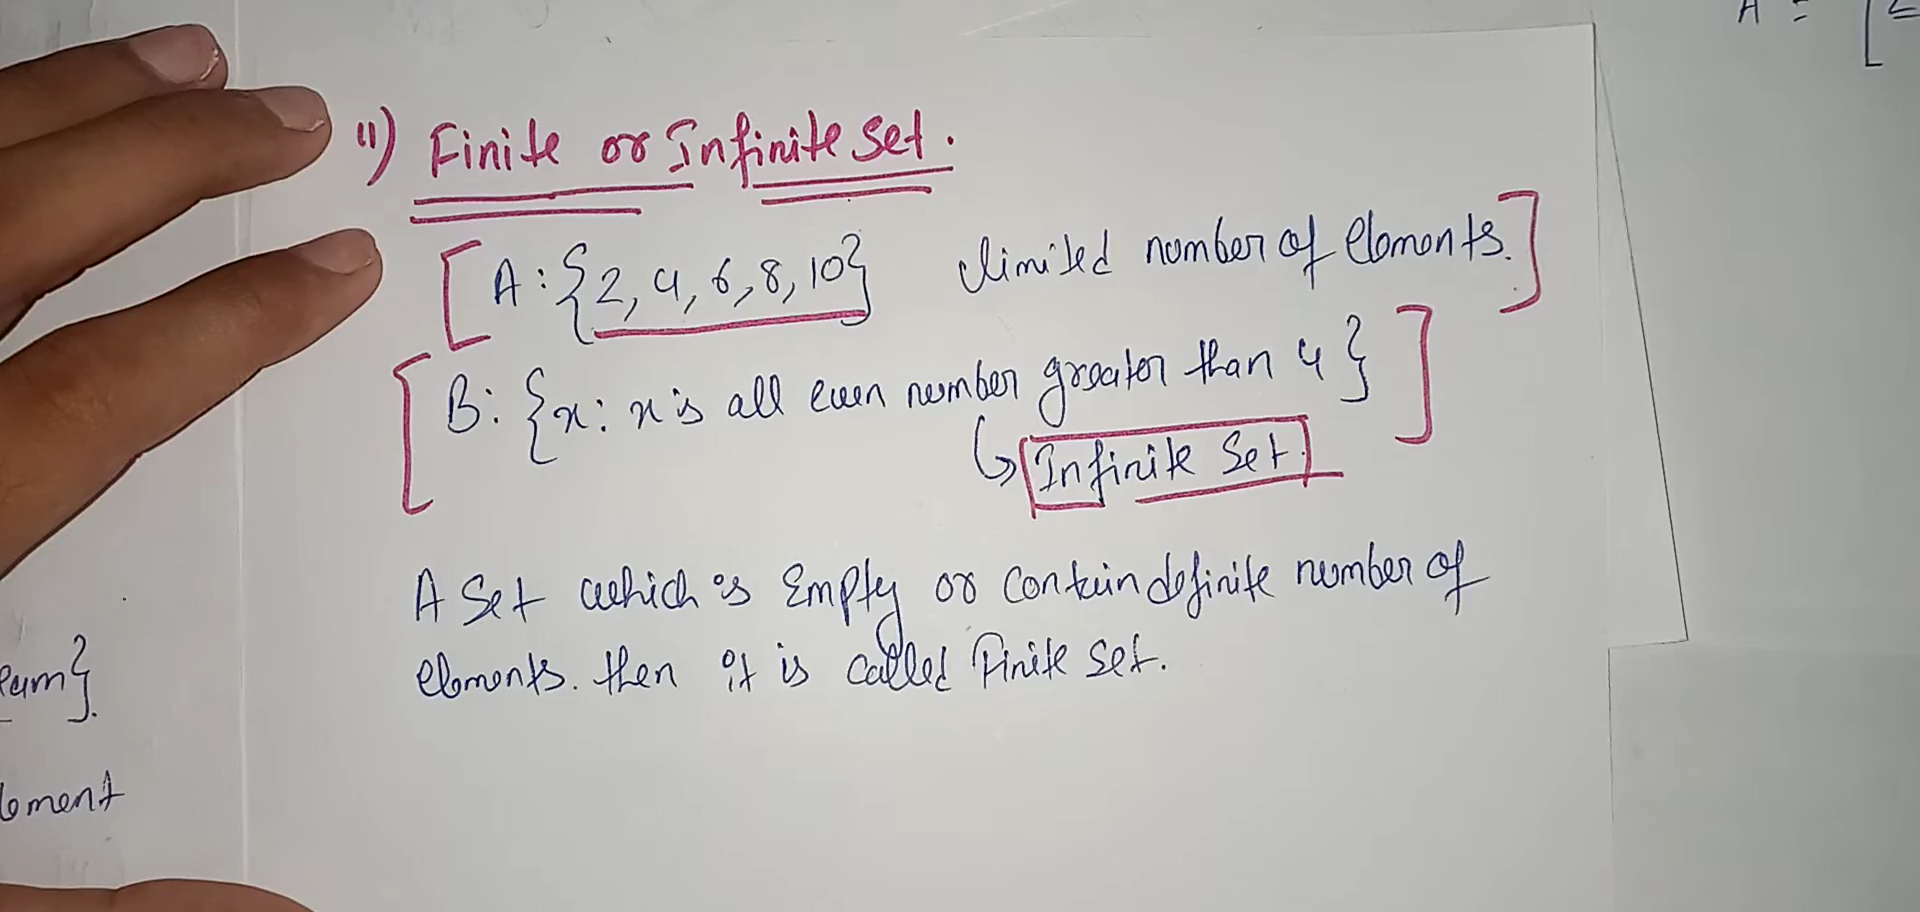 A = [
11) Finite or Infinite Set.
[A:{2, 4, 6, 8, 10} limited number of elements.]
[B: {x: x is all even number greater than 4}]
↳ Infinite Set.
A Set which is Empty or Contain definite number of
elements. then it is called Finite Set.